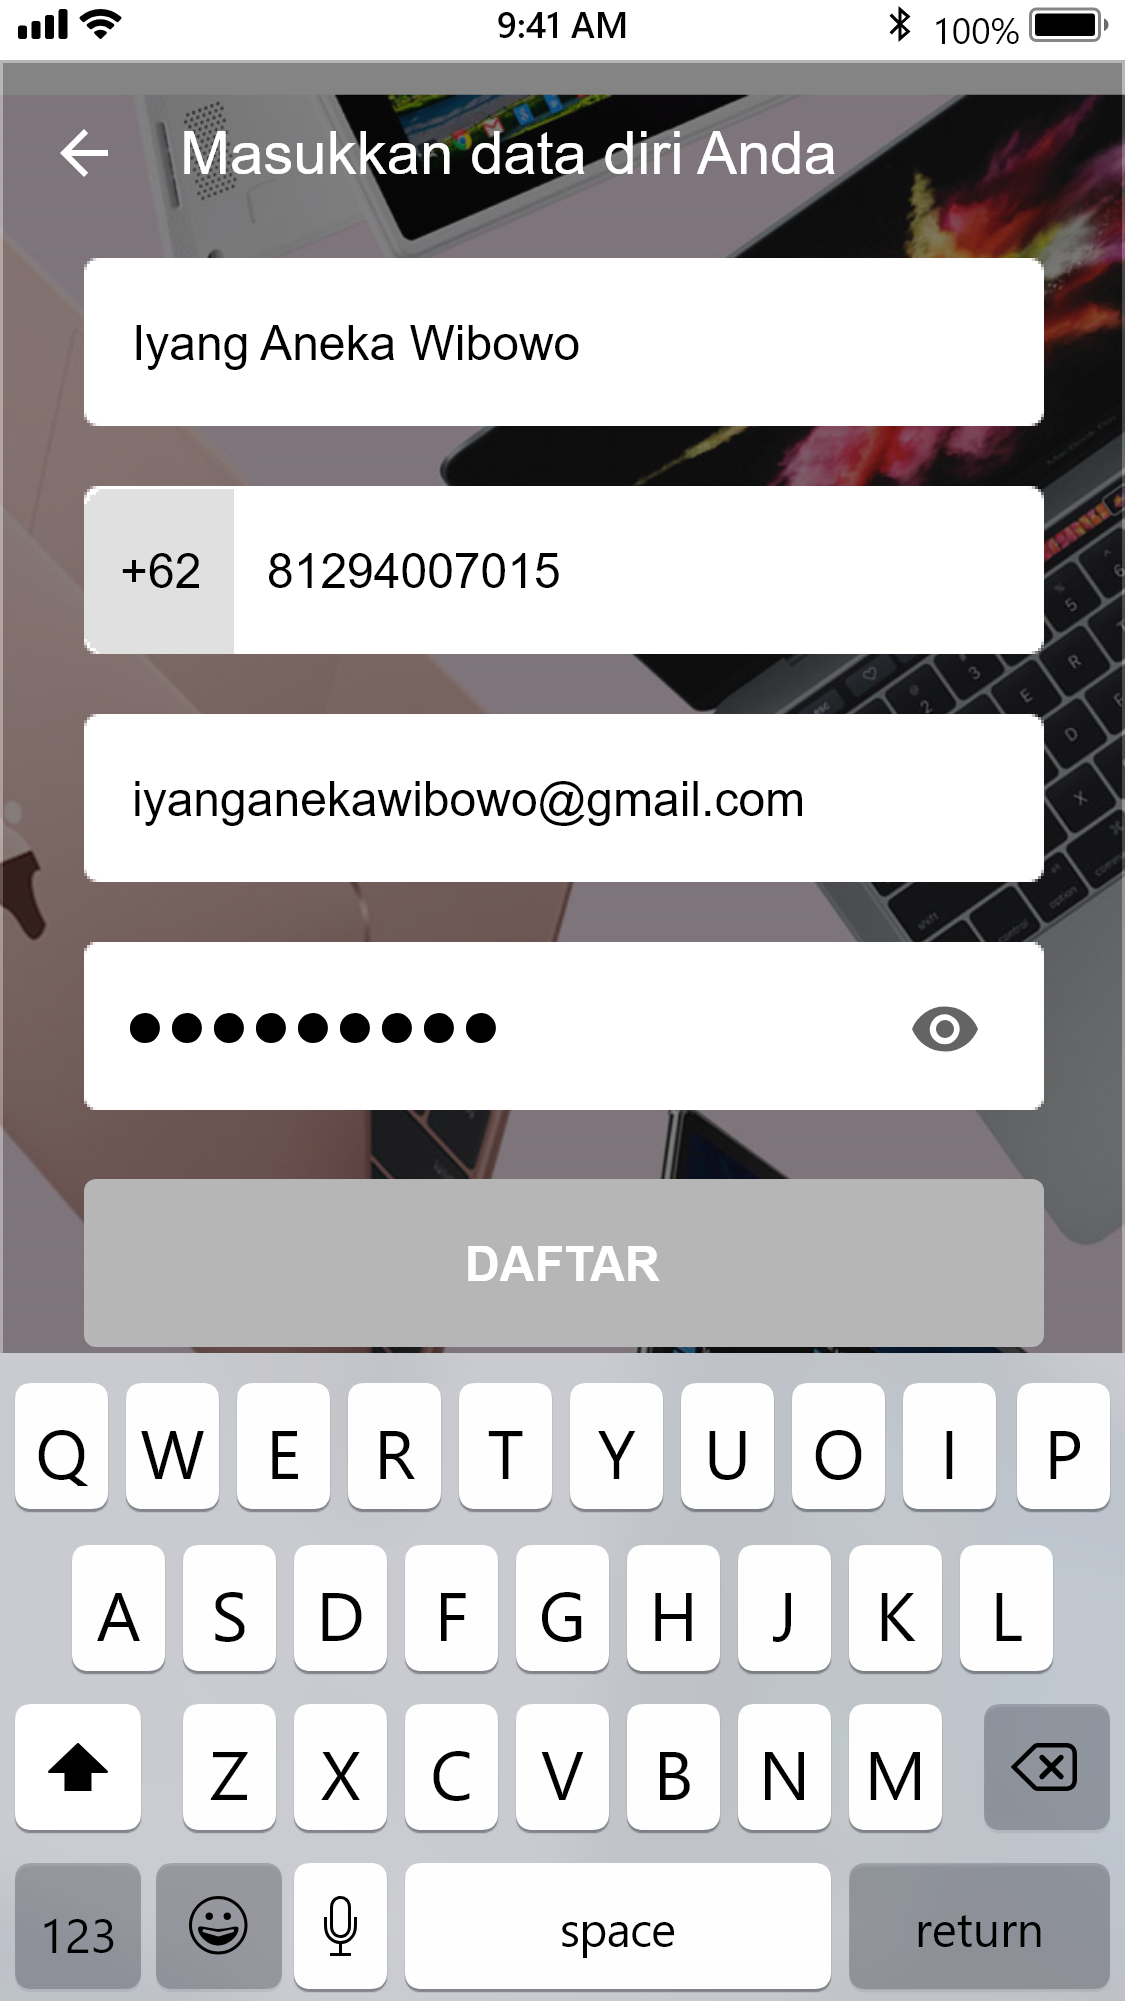 9:41 AM
100%
Masukkan data diri Anda
Iyang Aneka Wibowo
+62 81294007015
iyanganekawibowo@gmail.com
DAFTAR
Q W E R T Y U O I P
A S D F G H J K L
Z X C V B N M
123 space return